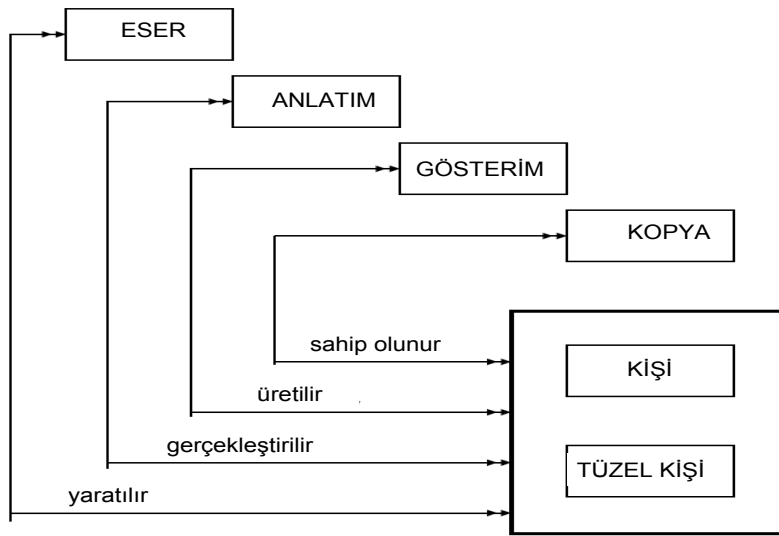 ESER
ANLATIM
GÖSTERİM
KOPYA
sahip olunur
KİŞİ
üretilir
gerçekleştirilir
TÜZEL KİŞİ
yaratılır